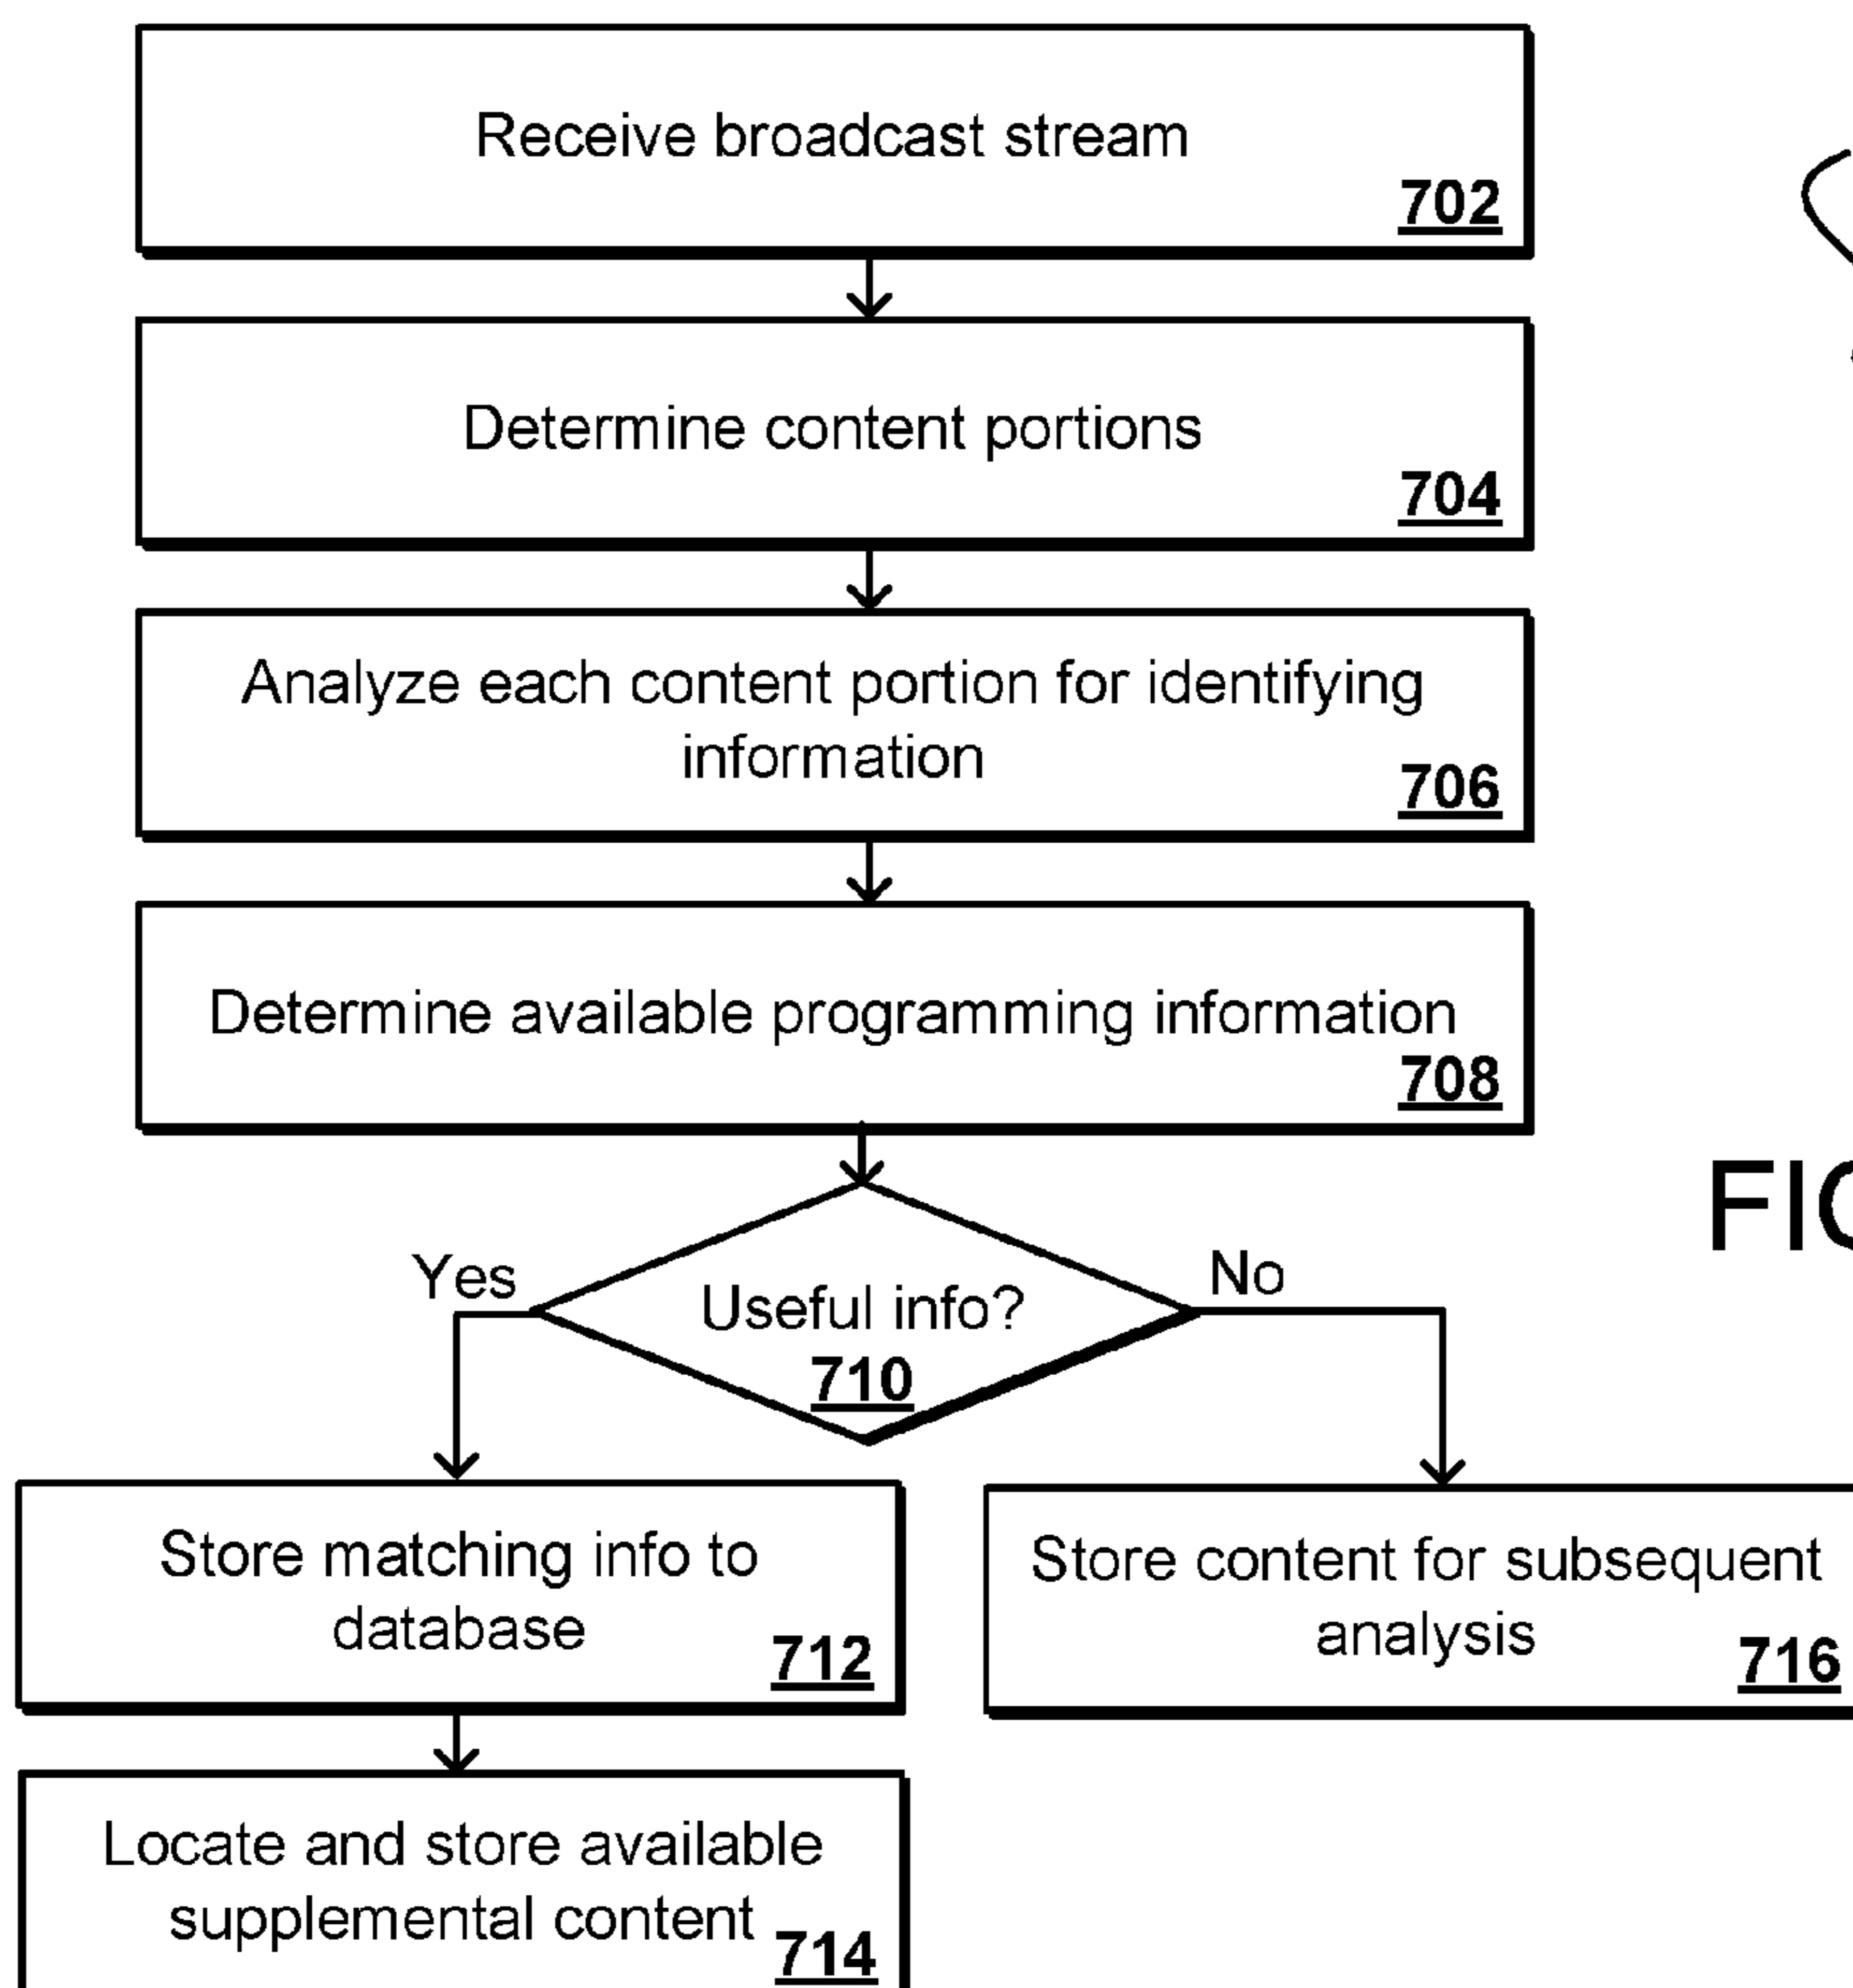 Receive broadcast stream
702
Determine content portions
704
Analyze each content portion for identifying
information
706
Determine available programming information
708
FIG
Yes
No
Useful info?
710
Store matching info to
database
712
Store content for subsequent
analysis
716
Locate and store available
supplemental content
714